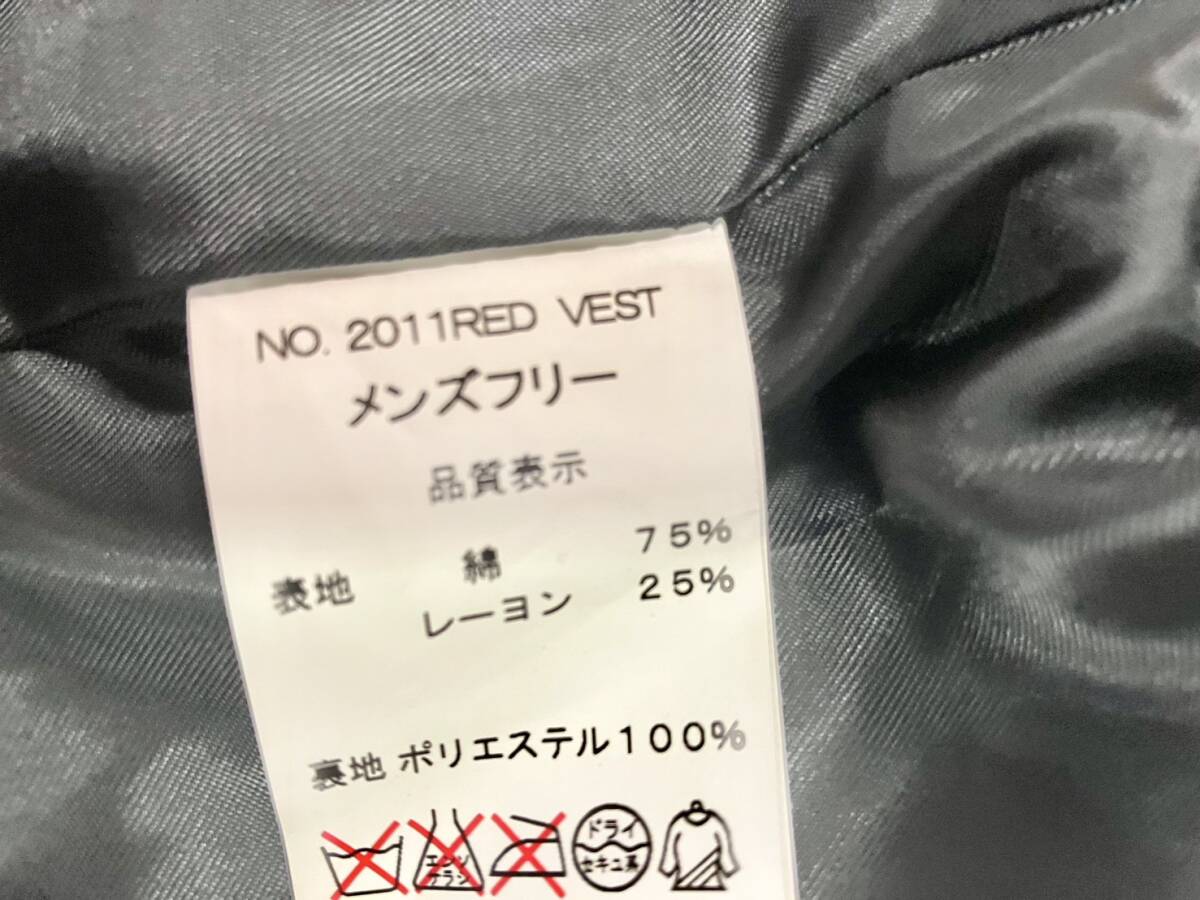 NO. 2011RED VEST
メンズフリー
品質表示
表地 綿 75%
レーヨン 25%
裏地 ポリエステル100%
エンソ サラシ
ドライ
セキユ系